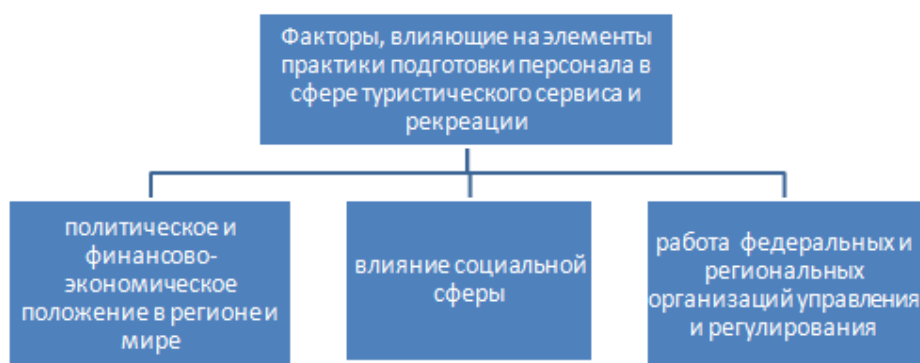 Факторы, влияющие на элементы
практики подготовки персонала в
сфере туристического сервиса и
рекреации
политическое и
финансово-
экономическое
положение в регионе и
мире
влияние социальной
сферы
работа федеральных и
региональных
организаций управления
и регулирования